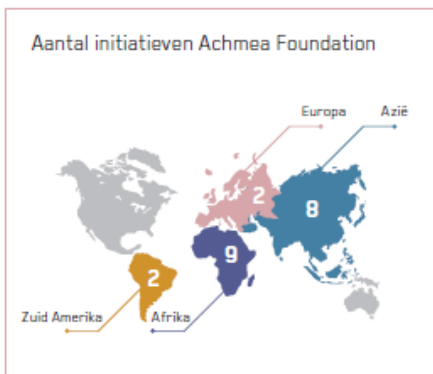 Aantal initiatieven Achmea Foundation
Europa
Azië
2
8
9
2
Zuid Amerika
Afrika